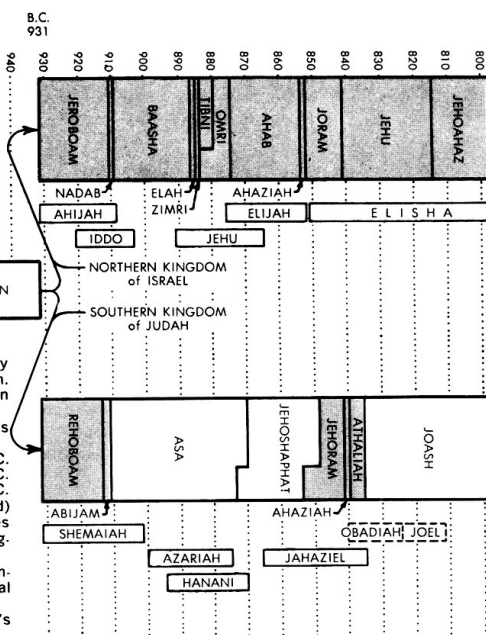 B.C.
931
940
930
920
910
900
890
880
870
860
850
840
830
820
810
800
JEROBOAM
BAASHA
TIBNI
OMRI
AHAB
JORAM
JEHU
JEHOAHAZ
NADAB
ELAH
ZIMRI
AHAZIAH
AHIJAH
ELIJAH
ELISHA
IDDO
JEHU
NORTHERN KINGDOM
of ISRAEL
N
SOUTHERN KINGDOM
of JUDAH
REHOBOAM
ASA
JEHOSHAPHAT
JEHORAM
ATHALIAH
JOASH
ABIJAM
AHAZIAH
SHEMAIAH
OBADIAH
JOEL
AZARIAH
JAHAZIEL
HANANI